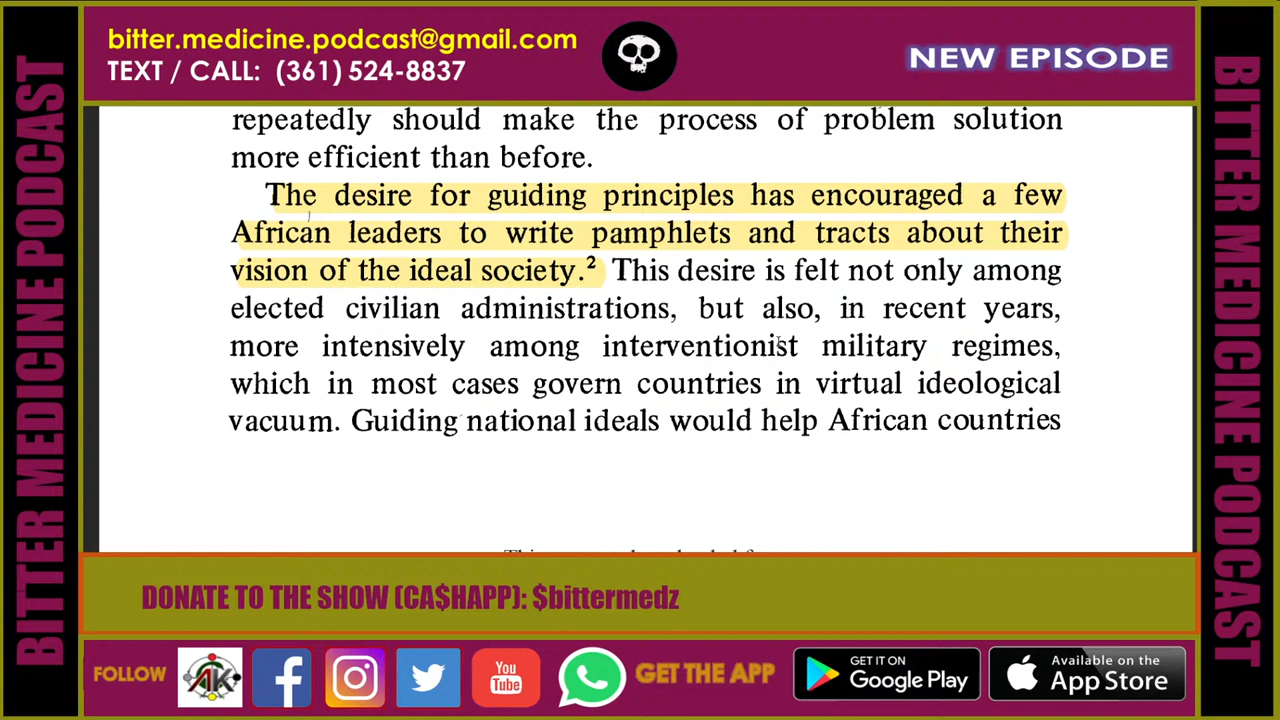 bitter.medicine.podcast@gmail.com
TEXT / CALL: (361) 524-8837
NEW EPISODE
BITTER MEDICINE PODCAST
repeatedly should make the process of problem solution
more efficient than before.
The desire for guiding principles has encouraged a few
African leaders to write pamphlets and tracts about their
vision of the ideal society.²
This desire is felt not only among
elected civilian administrations, but also, in recent years,
more intensively among interventionist military regimes,
which in most cases govern countries in virtual ideological
vacuum. Guiding national ideals would help African countries
BITTER MEDICINE PODCAST
DONATE TO THE SHOW (CA$HAPP): $bittermedz
FOLLOW
You
Tube
GET THE APP
GET IT ON
Google Play
Available on the
App Store